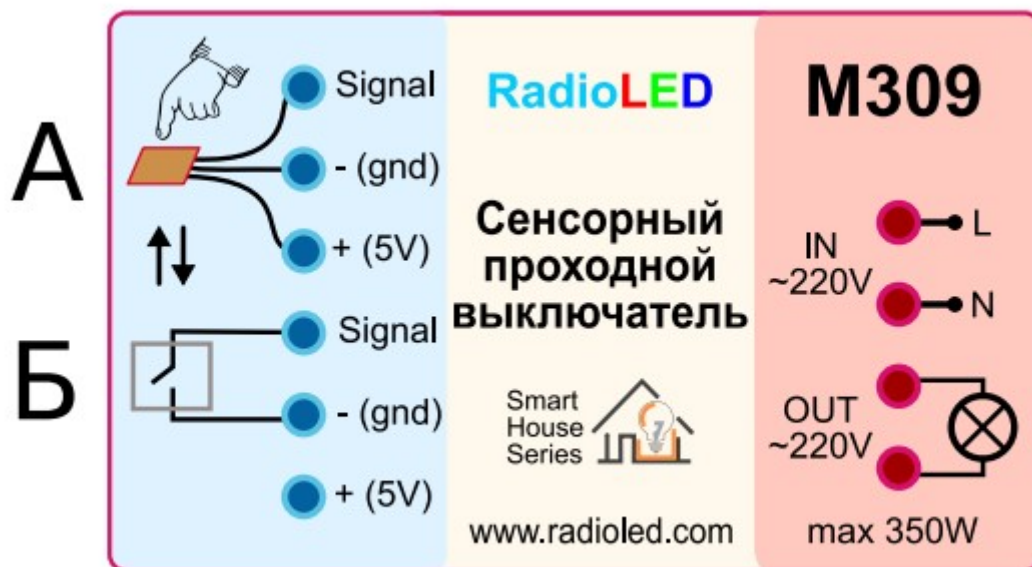 А
Signal
- (gnd)
+ (5V)
Б
Signal
- (gnd)
+ (5V)
RadioLED
Сенсорный
проходной
выключатель
Smart
House
Series
www.radioled.com
M309
IN
~220V
L
N
OUT
~220V
max 350W